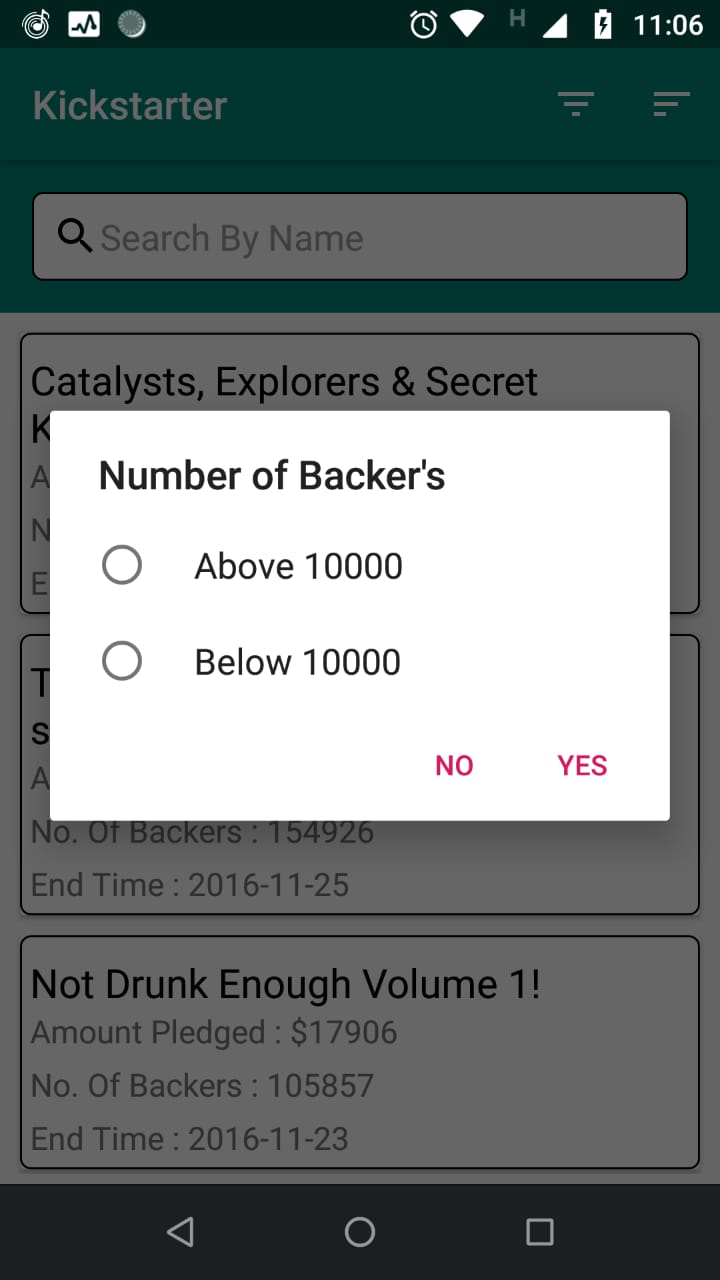 H 11:06
Kickstarter
Search By Name
Catalysts, Explorers & Secret
K
A
N
E
Number of Backer's
Above 10000
Below 10000
NO YES
T
s
A
No. Of Backers : 154926
End Time : 2016-11-25
Not Drunk Enough Volume 1!
Amount Pledged : $17906
No. Of Backers : 105857
End Time : 2016-11-23